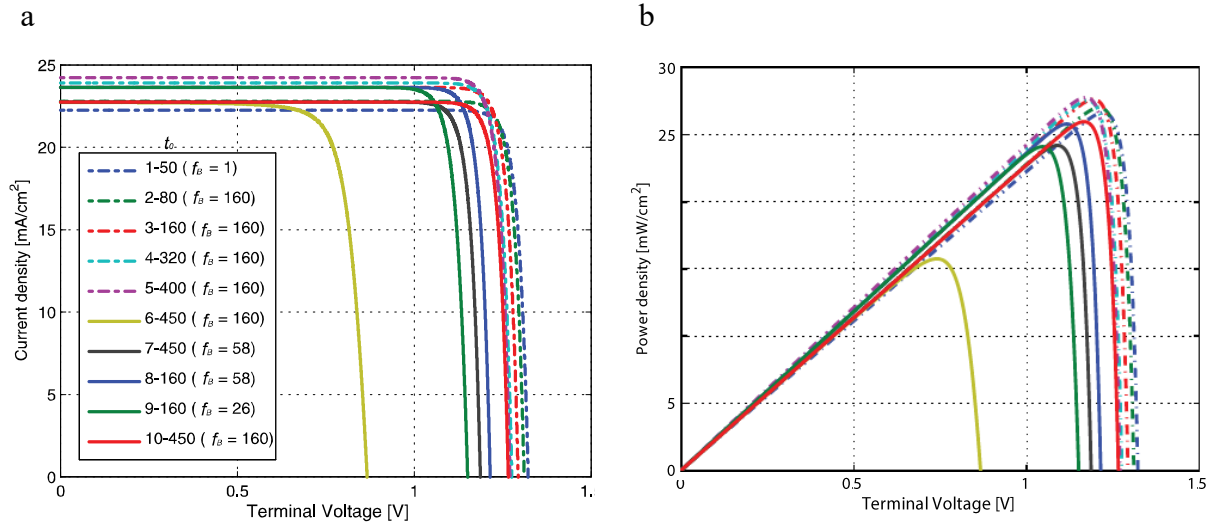 a
b
25
20
15
10
5
0
Current density [mA/cm²]
t₀
1-50 ( fB = 1)
2-80 ( fB = 160)
3-160 ( fB = 160)
4-320 ( fB = 160)
5-400 ( fB = 160)
6-450 ( fB = 160)
7-450 ( fB = 58)
8-160 ( fB = 58)
9-160 ( fB = 26)
10-450 ( fB = 160)
0
0.5
1
1.
Terminal Voltage [V]
30
25
5
0
Power density [mW/cm²]
0
0.5
1
1.5
Terminal Voltage [V]